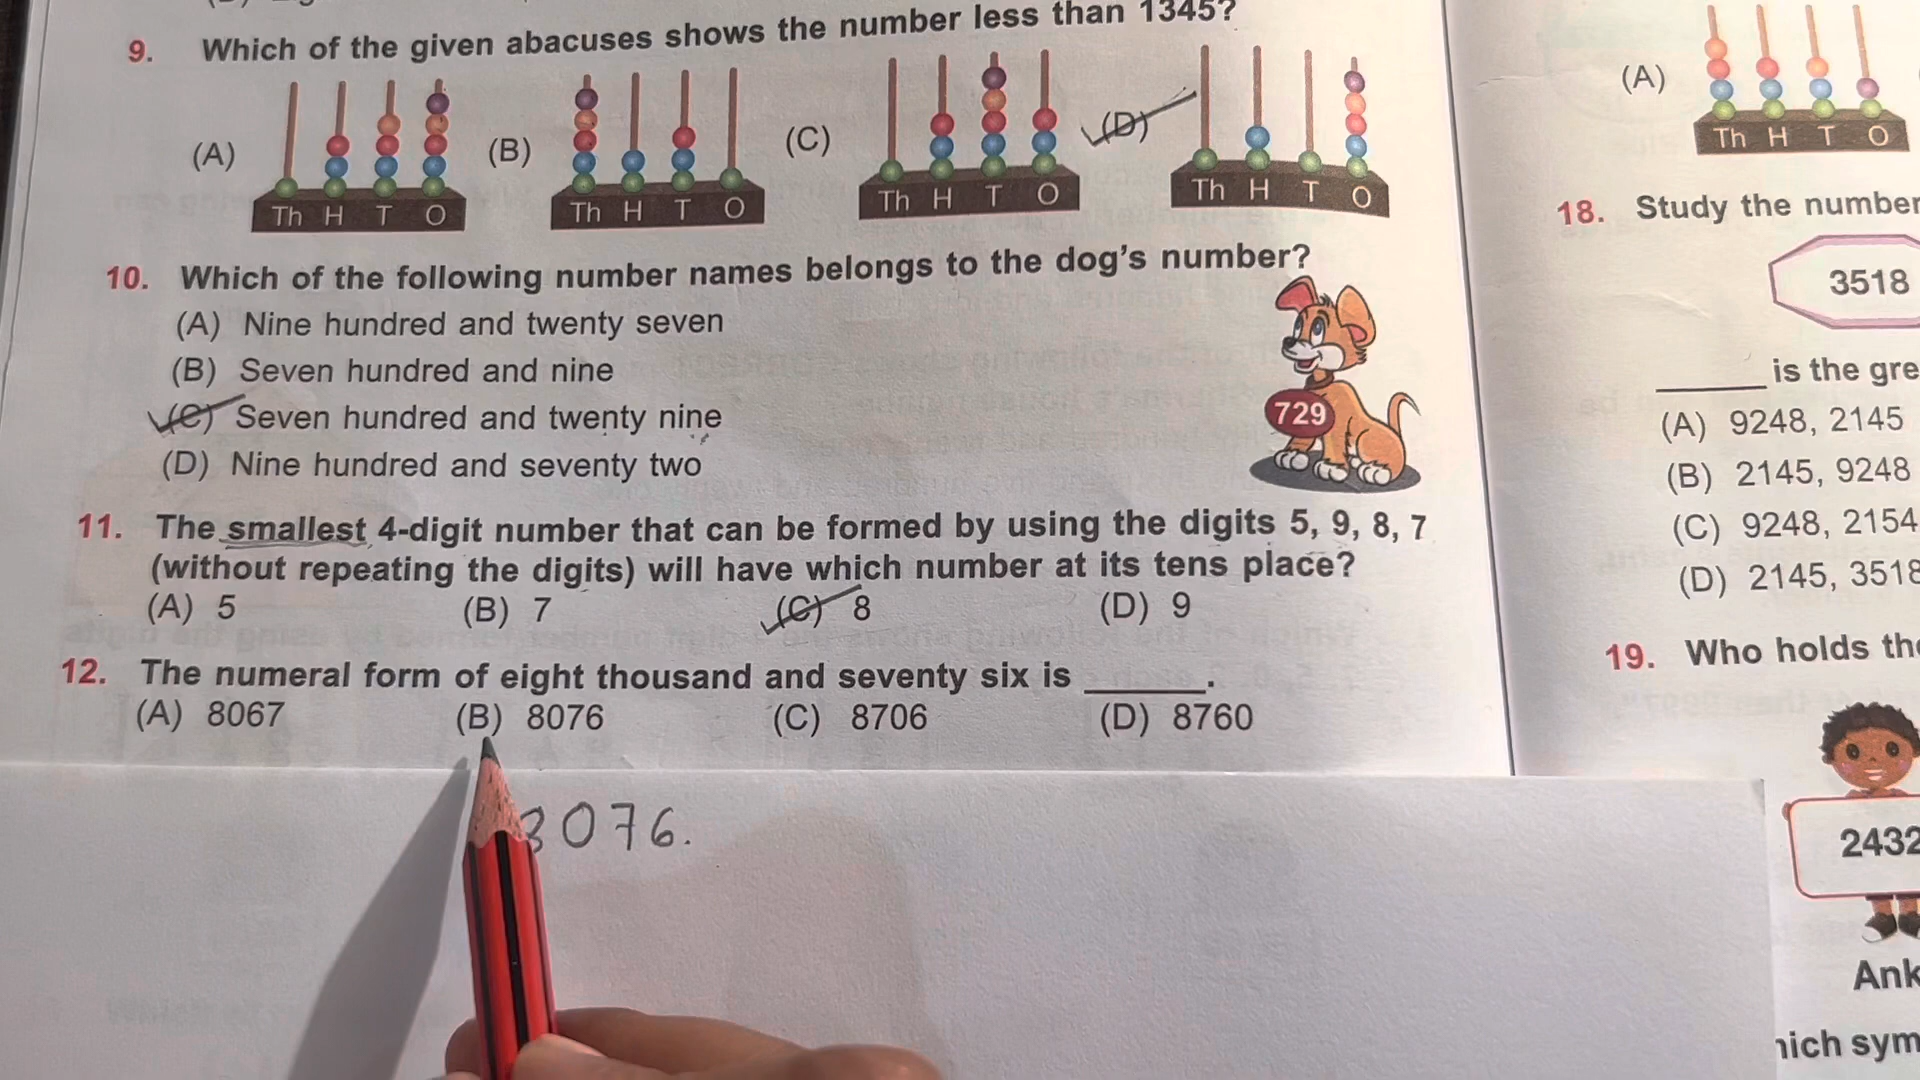 9. Which of the given abacuses shows the number less than 1345?
(A) Th H T O
(B) Th H T O
(C) Th H T O
(D) Th H T O
10. Which of the following number names belongs to the dog's number?
(A) Nine hundred and twenty seven
(B) Seven hundred and nine
(C) Seven hundred and twenty nine
(D) Nine hundred and seventy two
729
11. The smallest 4-digit number that can be formed by using the digits 5, 9, 8, 7
(without repeating the digits) will have which number at its tens place?
(A) 5 (B) 7 (C) 8 (D) 9
12. The numeral form of eight thousand and seventy six is _______.
(A) 8067 (B) 8076 (C) 8706 (D) 8760
8076.
(A) Th H T O
18. Study the number
3518
_______ is the gre
(A) 9248, 2145
(B) 2145, 9248
(C) 9248, 2154
(D) 2145, 3518
19. Who holds the
2432
Ank
hich sym